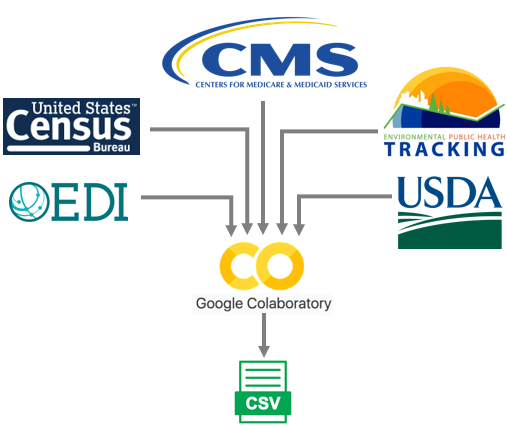 CMS
CENTERS FOR MEDICARE & MEDICAID SERVICES
United States™
Census
Bureau
ENVIRONMENTAL PUBLIC HEALTH
TRACKING
OEDI
USDA
CO
Google Colaboratory
CSV